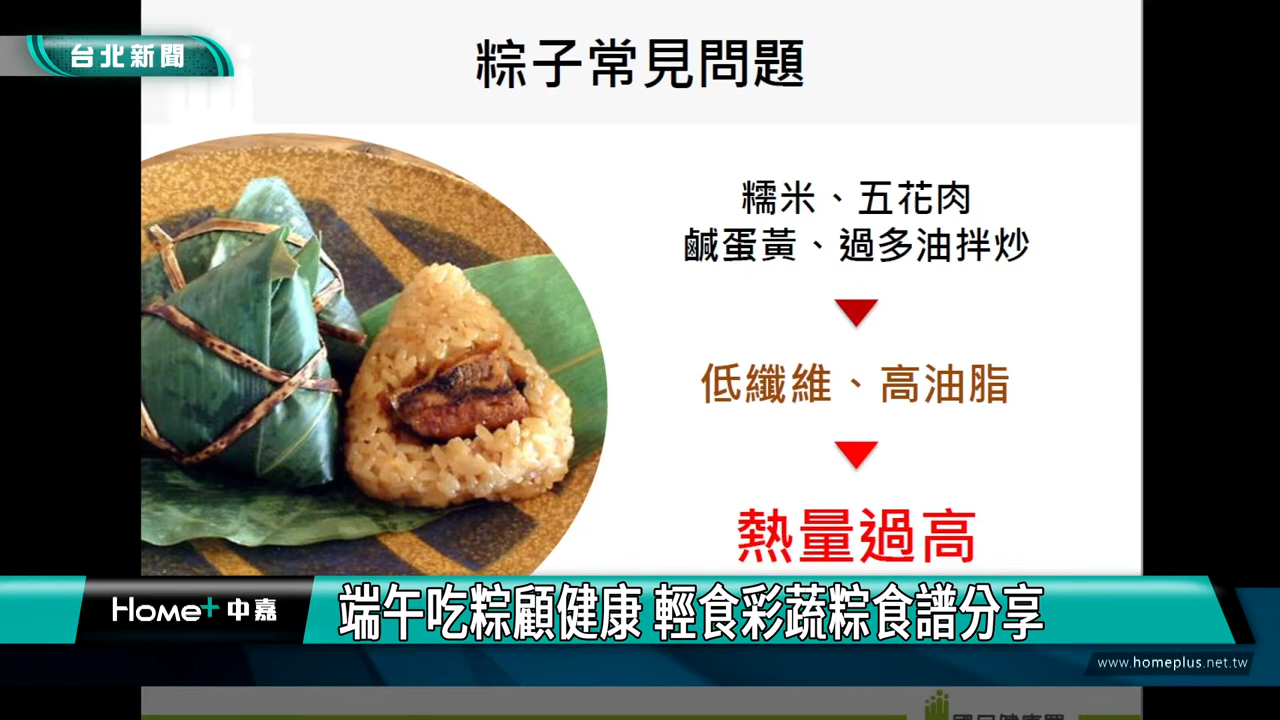 台北新聞
粽子常見問題
糯米、五花肉
鹹蛋黃、過多油拌炒
低纖維、高油脂
熱量過高
Home+中嘉
端午吃粽顧健康 輕食彩蔬粽食譜分享
www.homeplus.net.tw